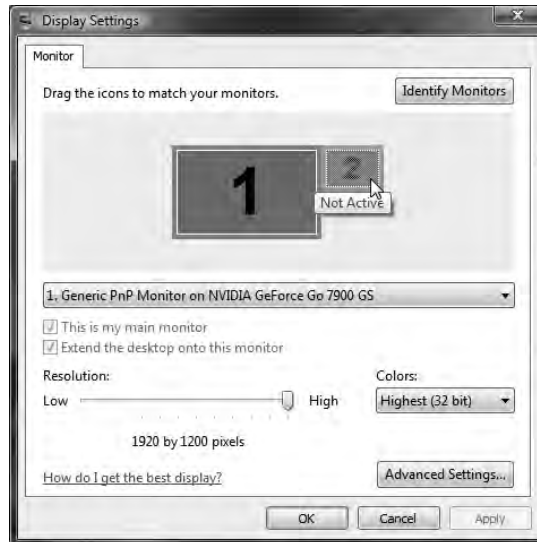 Display Settings
Monitor
Drag the icons to match your monitors.
Identify Monitors
1
2
Not Active
1. Generic PnP Monitor on NVIDIA GeForce Go 7900 GS
This is my main monitor
Extend the desktop onto this monitor
Resolution:
Colors:
Low
High
Highest (32 bit)
1920 by 1200 pixels
How do I get the best display?
Advanced Settings...
OK
Cancel
Apply